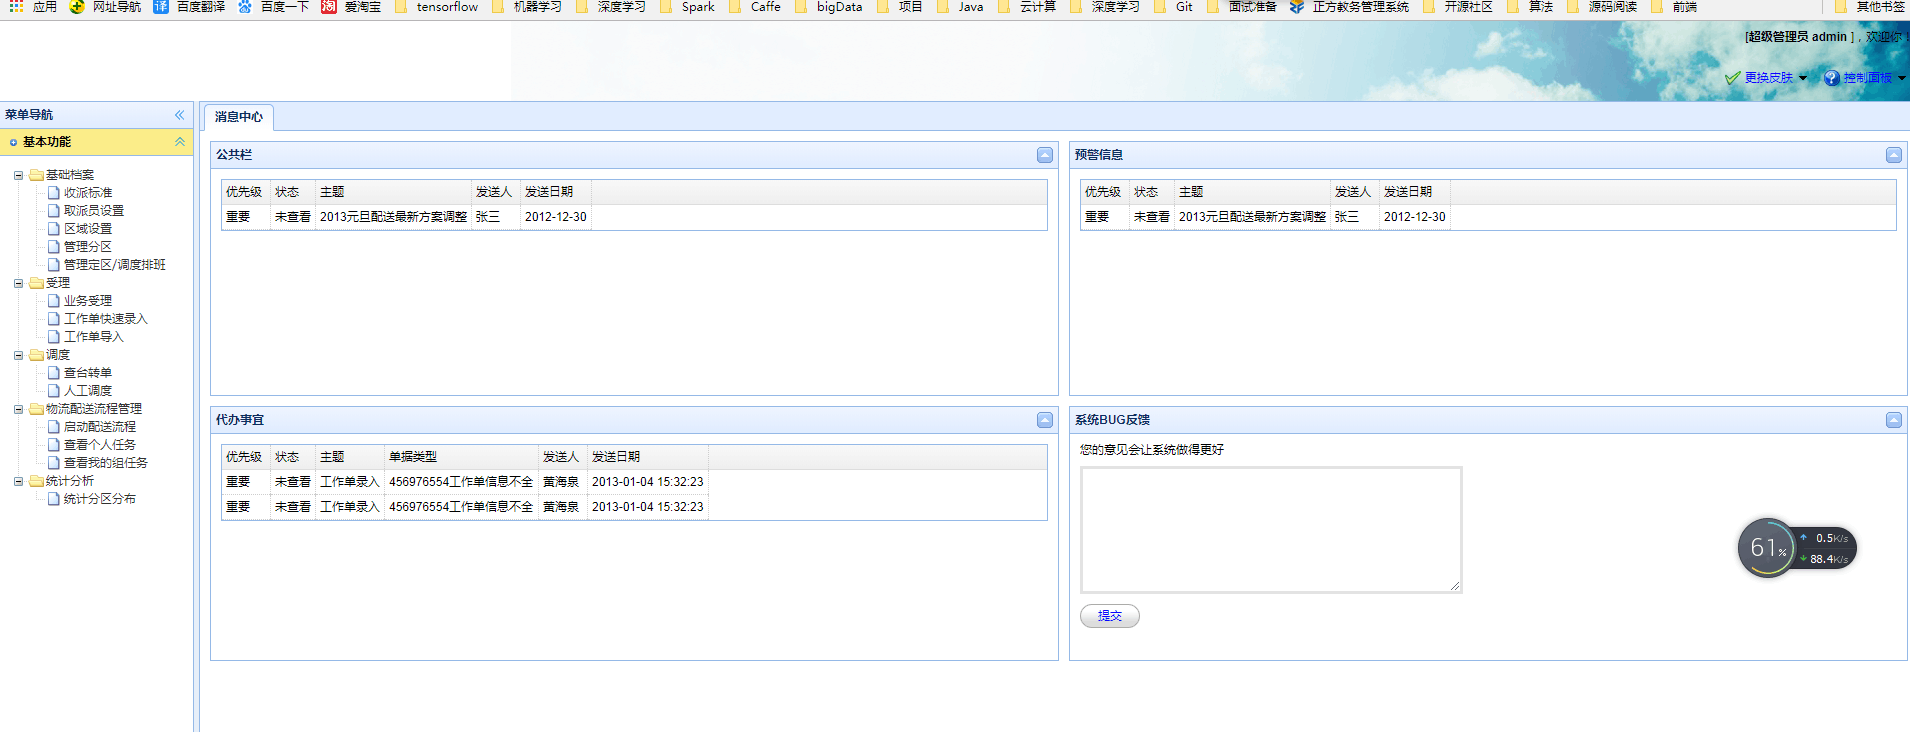 应用 网址导航 译 百度翻译 百度一下 淘 爱淘宝 tensorflow 机器学习 深度学习 Spark Caffe bigData 项目 Java 云计算 深度学习 Git 面试准备 正方教务管理系统 开源社区 算法 源码阅读 前端 其他书签
[超级管理员 admin ]，欢迎你
更换皮肤 控制面板
菜单导航
基本功能
基础档案
收派标准
取派员设置
区域设置
管理分区
管理定区/调度排班
受理
业务受理
工作单快速录入
工作单导入
调度
查台转单
人工调度
物流配送流程管理
启动配送流程
查看个人任务
查看我的组任务
统计分析
统计分区分布
消息中心
公共栏
优先级 状态 主题 发送人 发送日期
重要 未查看 2013元旦配送最新方案调整 张三 2012-12-30
预警信息
优先级 状态 主题 发送人 发送日期
重要 未查看 2013元旦配送最新方案调整 张三 2012-12-30
代办事宜
优先级 状态 主题 单据类型 发送人 发送日期
重要 未查看 工作单录入 456976554工作单信息不全 黄海泉 2013-01-04 15:32:23
重要 未查看 工作单录入 456976554工作单信息不全 黄海泉 2013-01-04 15:32:23
系统BUG反馈
您的意见会让系统做得更好
提交
61%
0.5K/s
88.4K/s